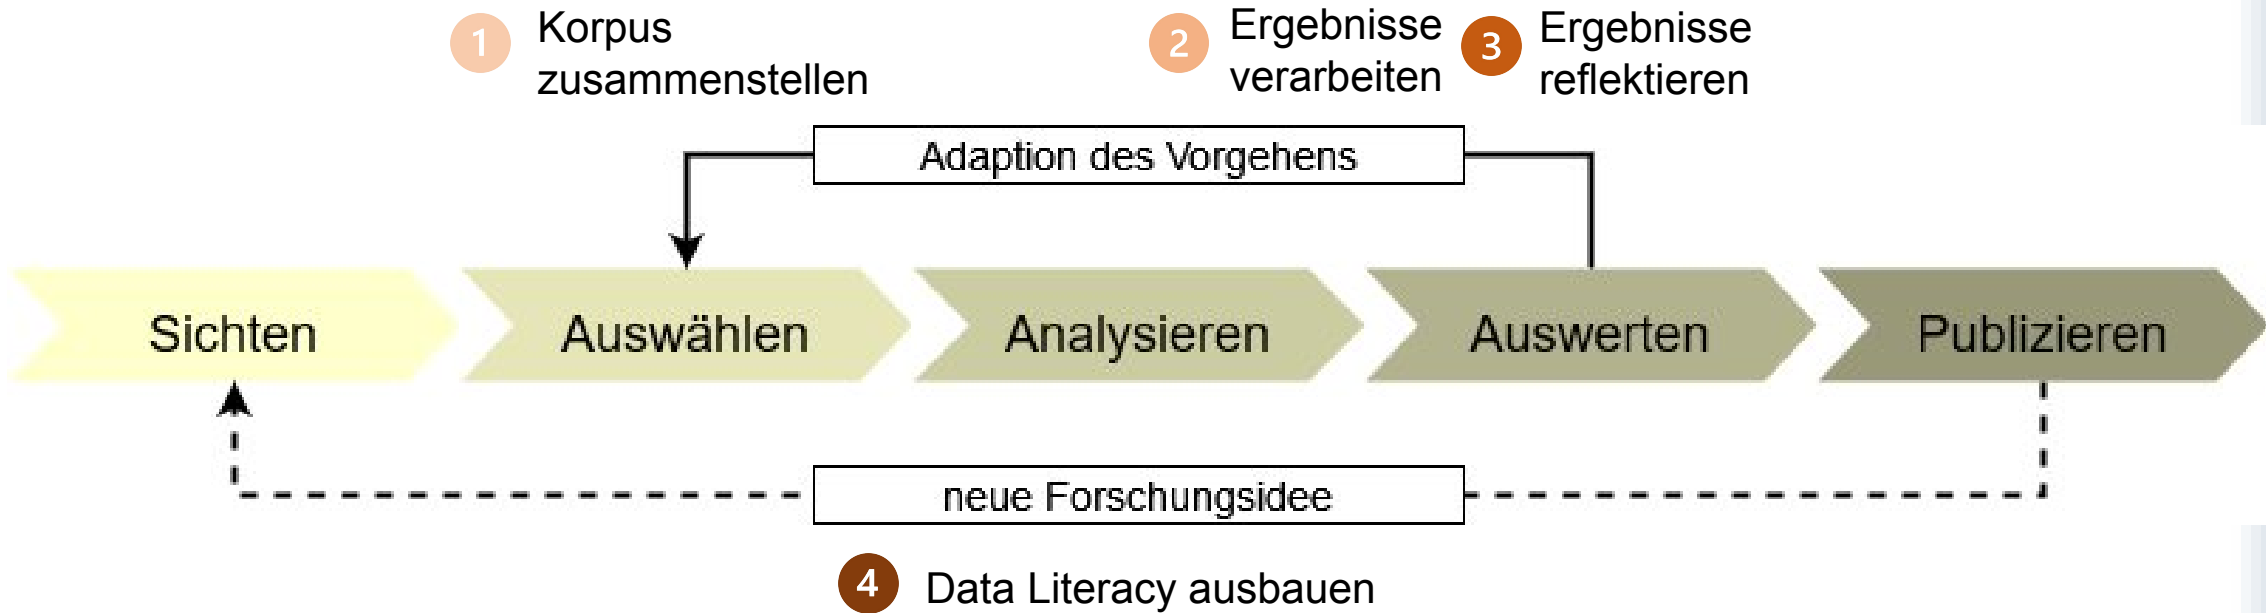 1 Korpus
zusammenstellen
2 Ergebnisse
verarbeiten
3 Ergebnisse
reflektieren
Adaption des Vorgehens
Sichten
Auswählen
Analysieren
Auswerten
Publizieren
neue Forschungsidee
4 Data Literacy ausbauen